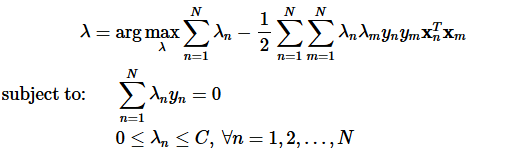 λ = arg max_λ ∑_{n=1}^{N} λ_n − 1/2 ∑_{n=1}^{N} ∑_{m=1}^{N} λ_n λ_m y_n y_m 𝐱_n^T 𝐱_m
subject to: ∑_{n=1}^{N} λ_n y_n = 0
0 ≤ λ_n ≤ C, ∀n = 1, 2, …, N